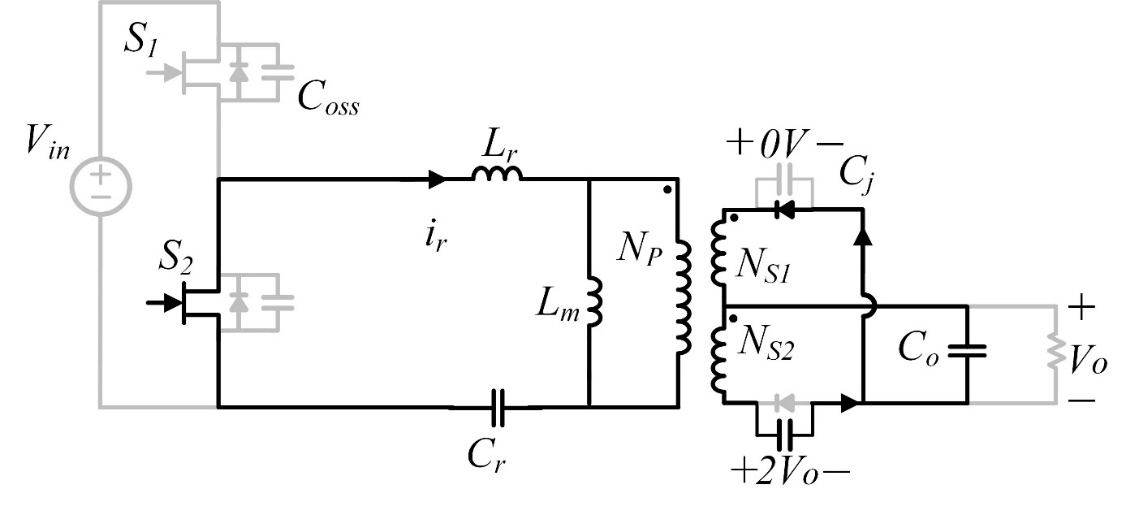 S1
Coss
Vin
+
−
Lr
+0V−
Cj
ir
NP
NS1
S2
Lm
NS2
Co
+
Vo
−
Cr
+2Vo−